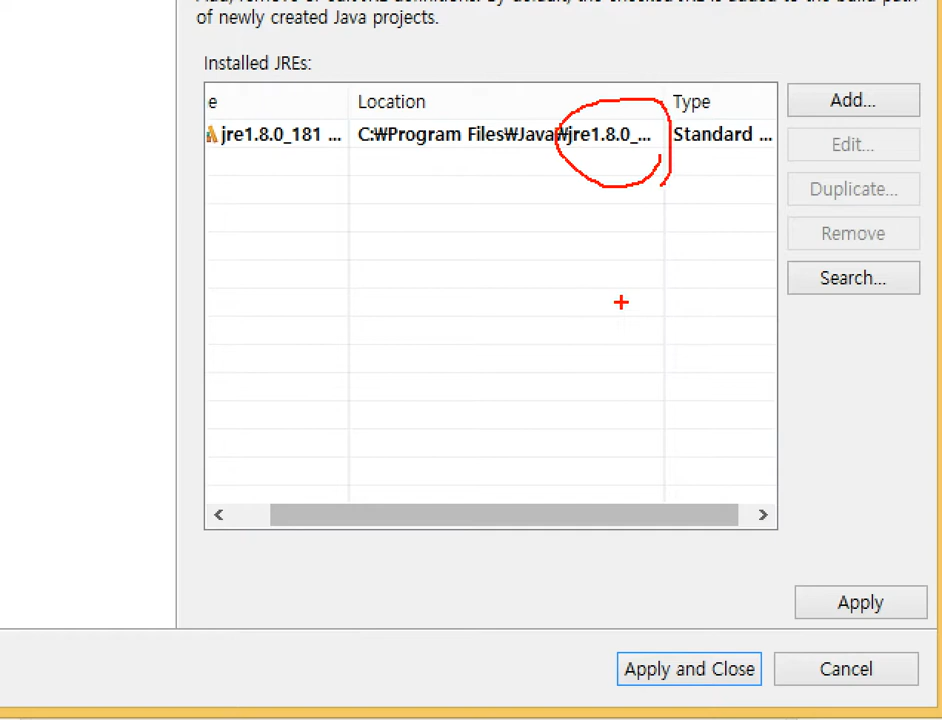 of newly created Java projects.
Installed JREs:
e Location Type
jre1.8.0_181 ... C:₩Program Files₩Java₩jre1.8.0_... Standard ...
Add...
Edit...
Duplicate...
Remove
Search...
Apply
Apply and Close Cancel